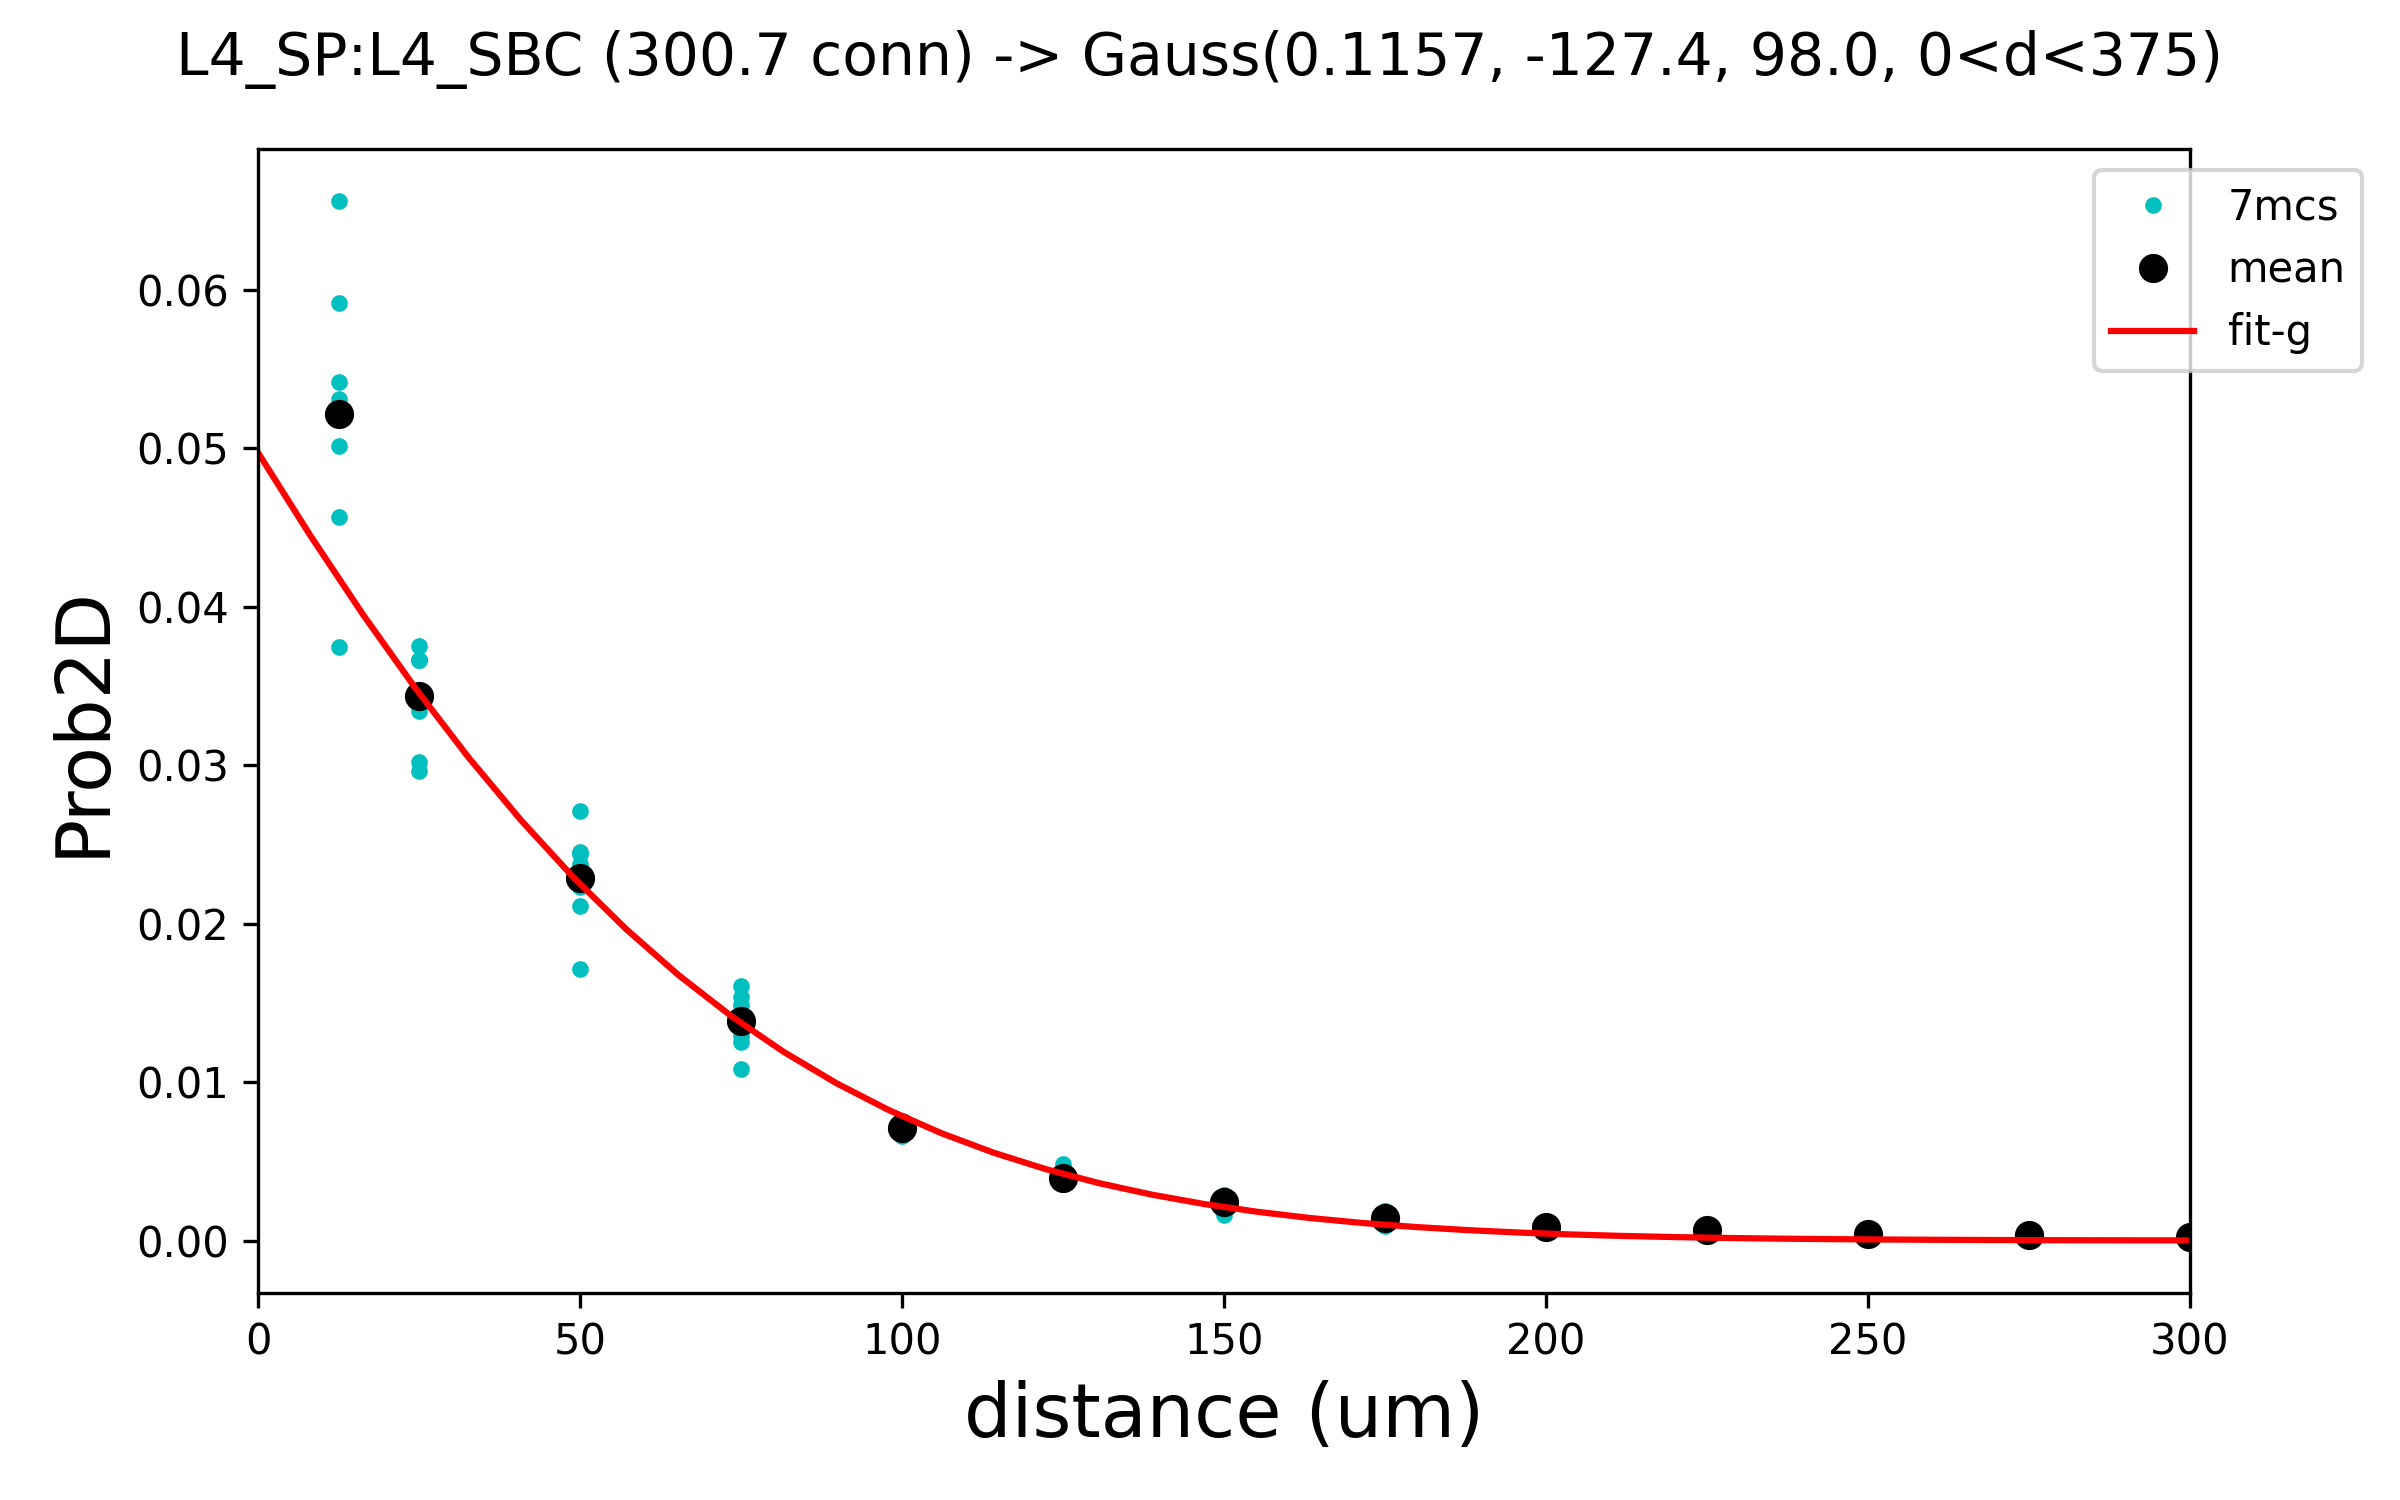 L4_SP:L4_SBC (300.7 conn) -> Gauss(0.1157, -127.4, 98.0, 0<d<375)
7mcs
mean
fit-g
Prob2D
0.06
0.05
0.04
0.03
0.02
0.01
0.00
0 50 100 150 200 250 300
distance (um)